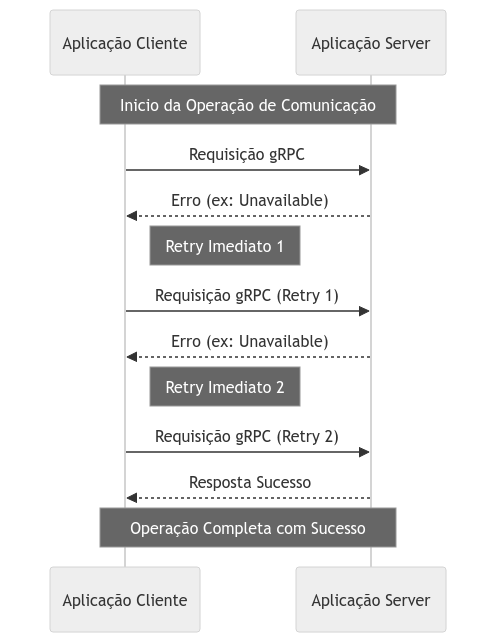 Aplicação Cliente
Aplicação Server
Inicio da Operação de Comunicação
Requisição gRPC
Erro (ex: Unavailable)
Retry Imediato 1
Requisição gRPC (Retry 1)
Erro (ex: Unavailable)
Retry Imediato 2
Requisição gRPC (Retry 2)
Resposta Sucesso
Operação Completa com Sucesso
Aplicação Cliente
Aplicação Server